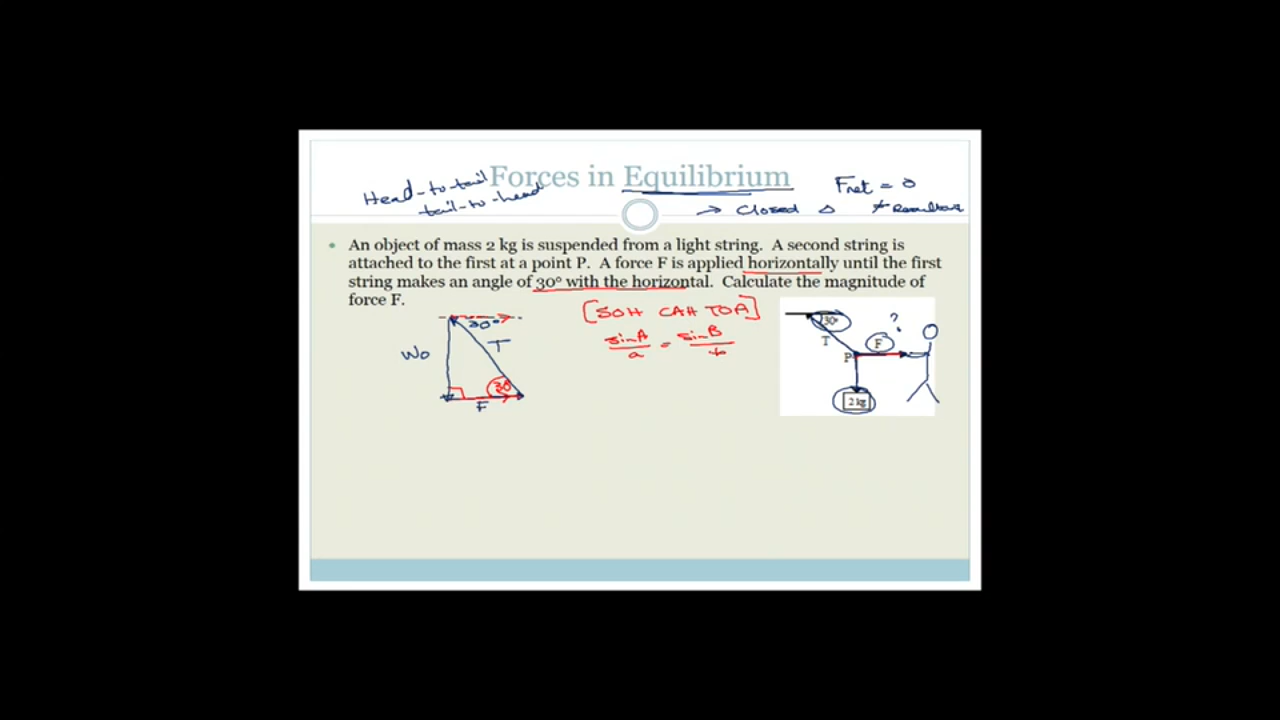 Forces in Equilibrium
Head-to-tail
tail-to-head
Fnet = 0
→ Closed △ ≠ Resultant
• An object of mass 2 kg is suspended from a light string. A second string is
attached to the first at a point P. A force F is applied horizontally until the first
string makes an angle of 30° with the horizontal. Calculate the magnitude of
force F.
[SOH CAH TOA]
sinA/a = sinB/b
30°
T
Wo
30
F
?
30°
T
F
P
2 kg